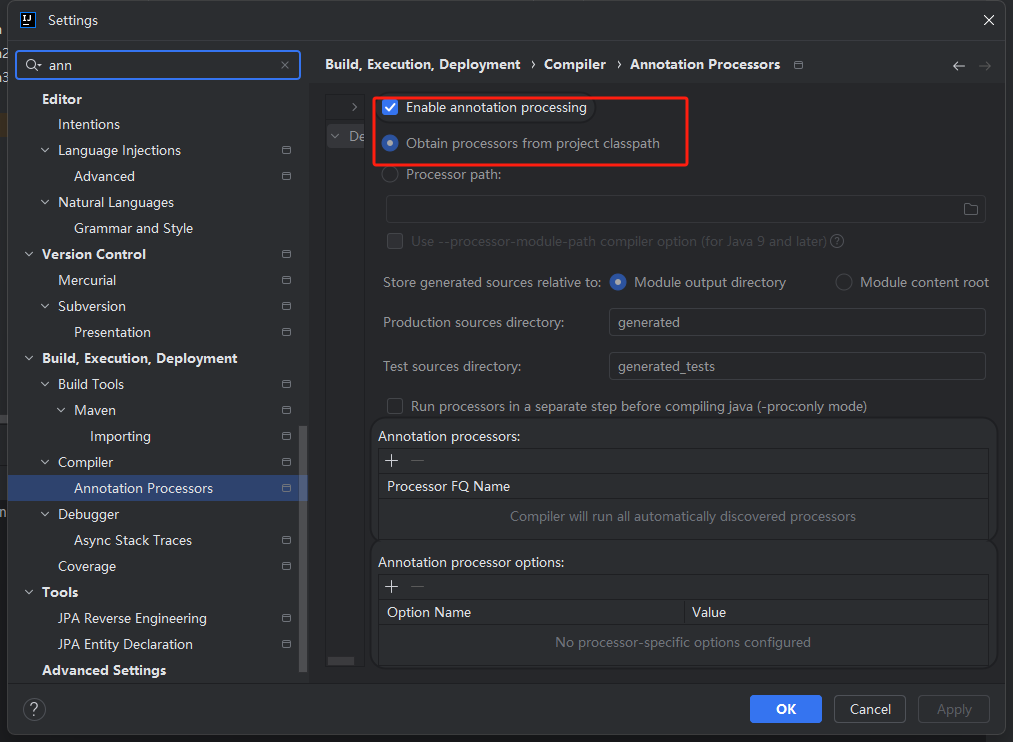 Settings
ann
Editor
Intentions
Language Injections
Advanced
Natural Languages
Grammar and Style
Version Control
Mercurial
Subversion
Presentation
Build, Execution, Deployment
Build Tools
Maven
Importing
Compiler
Annotation Processors
Debugger
Async Stack Traces
Coverage
Tools
JPA Reverse Engineering
JPA Entity Declaration
Advanced Settings
Build, Execution, Deployment › Compiler › Annotation Processors
De
Enable annotation processing
Obtain processors from project classpath
Processor path:
Use --processor-module-path compiler option (for Java 9 and later)
Store generated sources relative to: Module output directory Module content root
Production sources directory: generated
Test sources directory: generated_tests
Run processors in a separate step before compiling java (-proc:only mode)
Annotation processors:
Processor FQ Name
Compiler will run all automatically discovered processors
Annotation processor options:
Option Name Value
No processor-specific options configured
? OK Cancel Apply